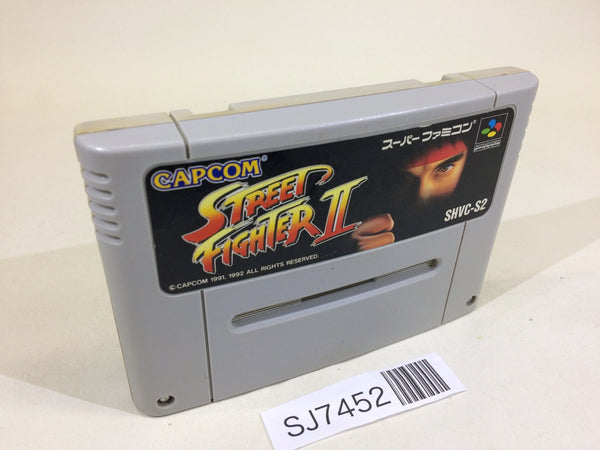 CAPCOM
スーパーファミコン
STREET
FIGHTER II
SHVC-S2
© CAPCOM 1991, 1992 ALL RIGHTS RESERVED.
SJ7452